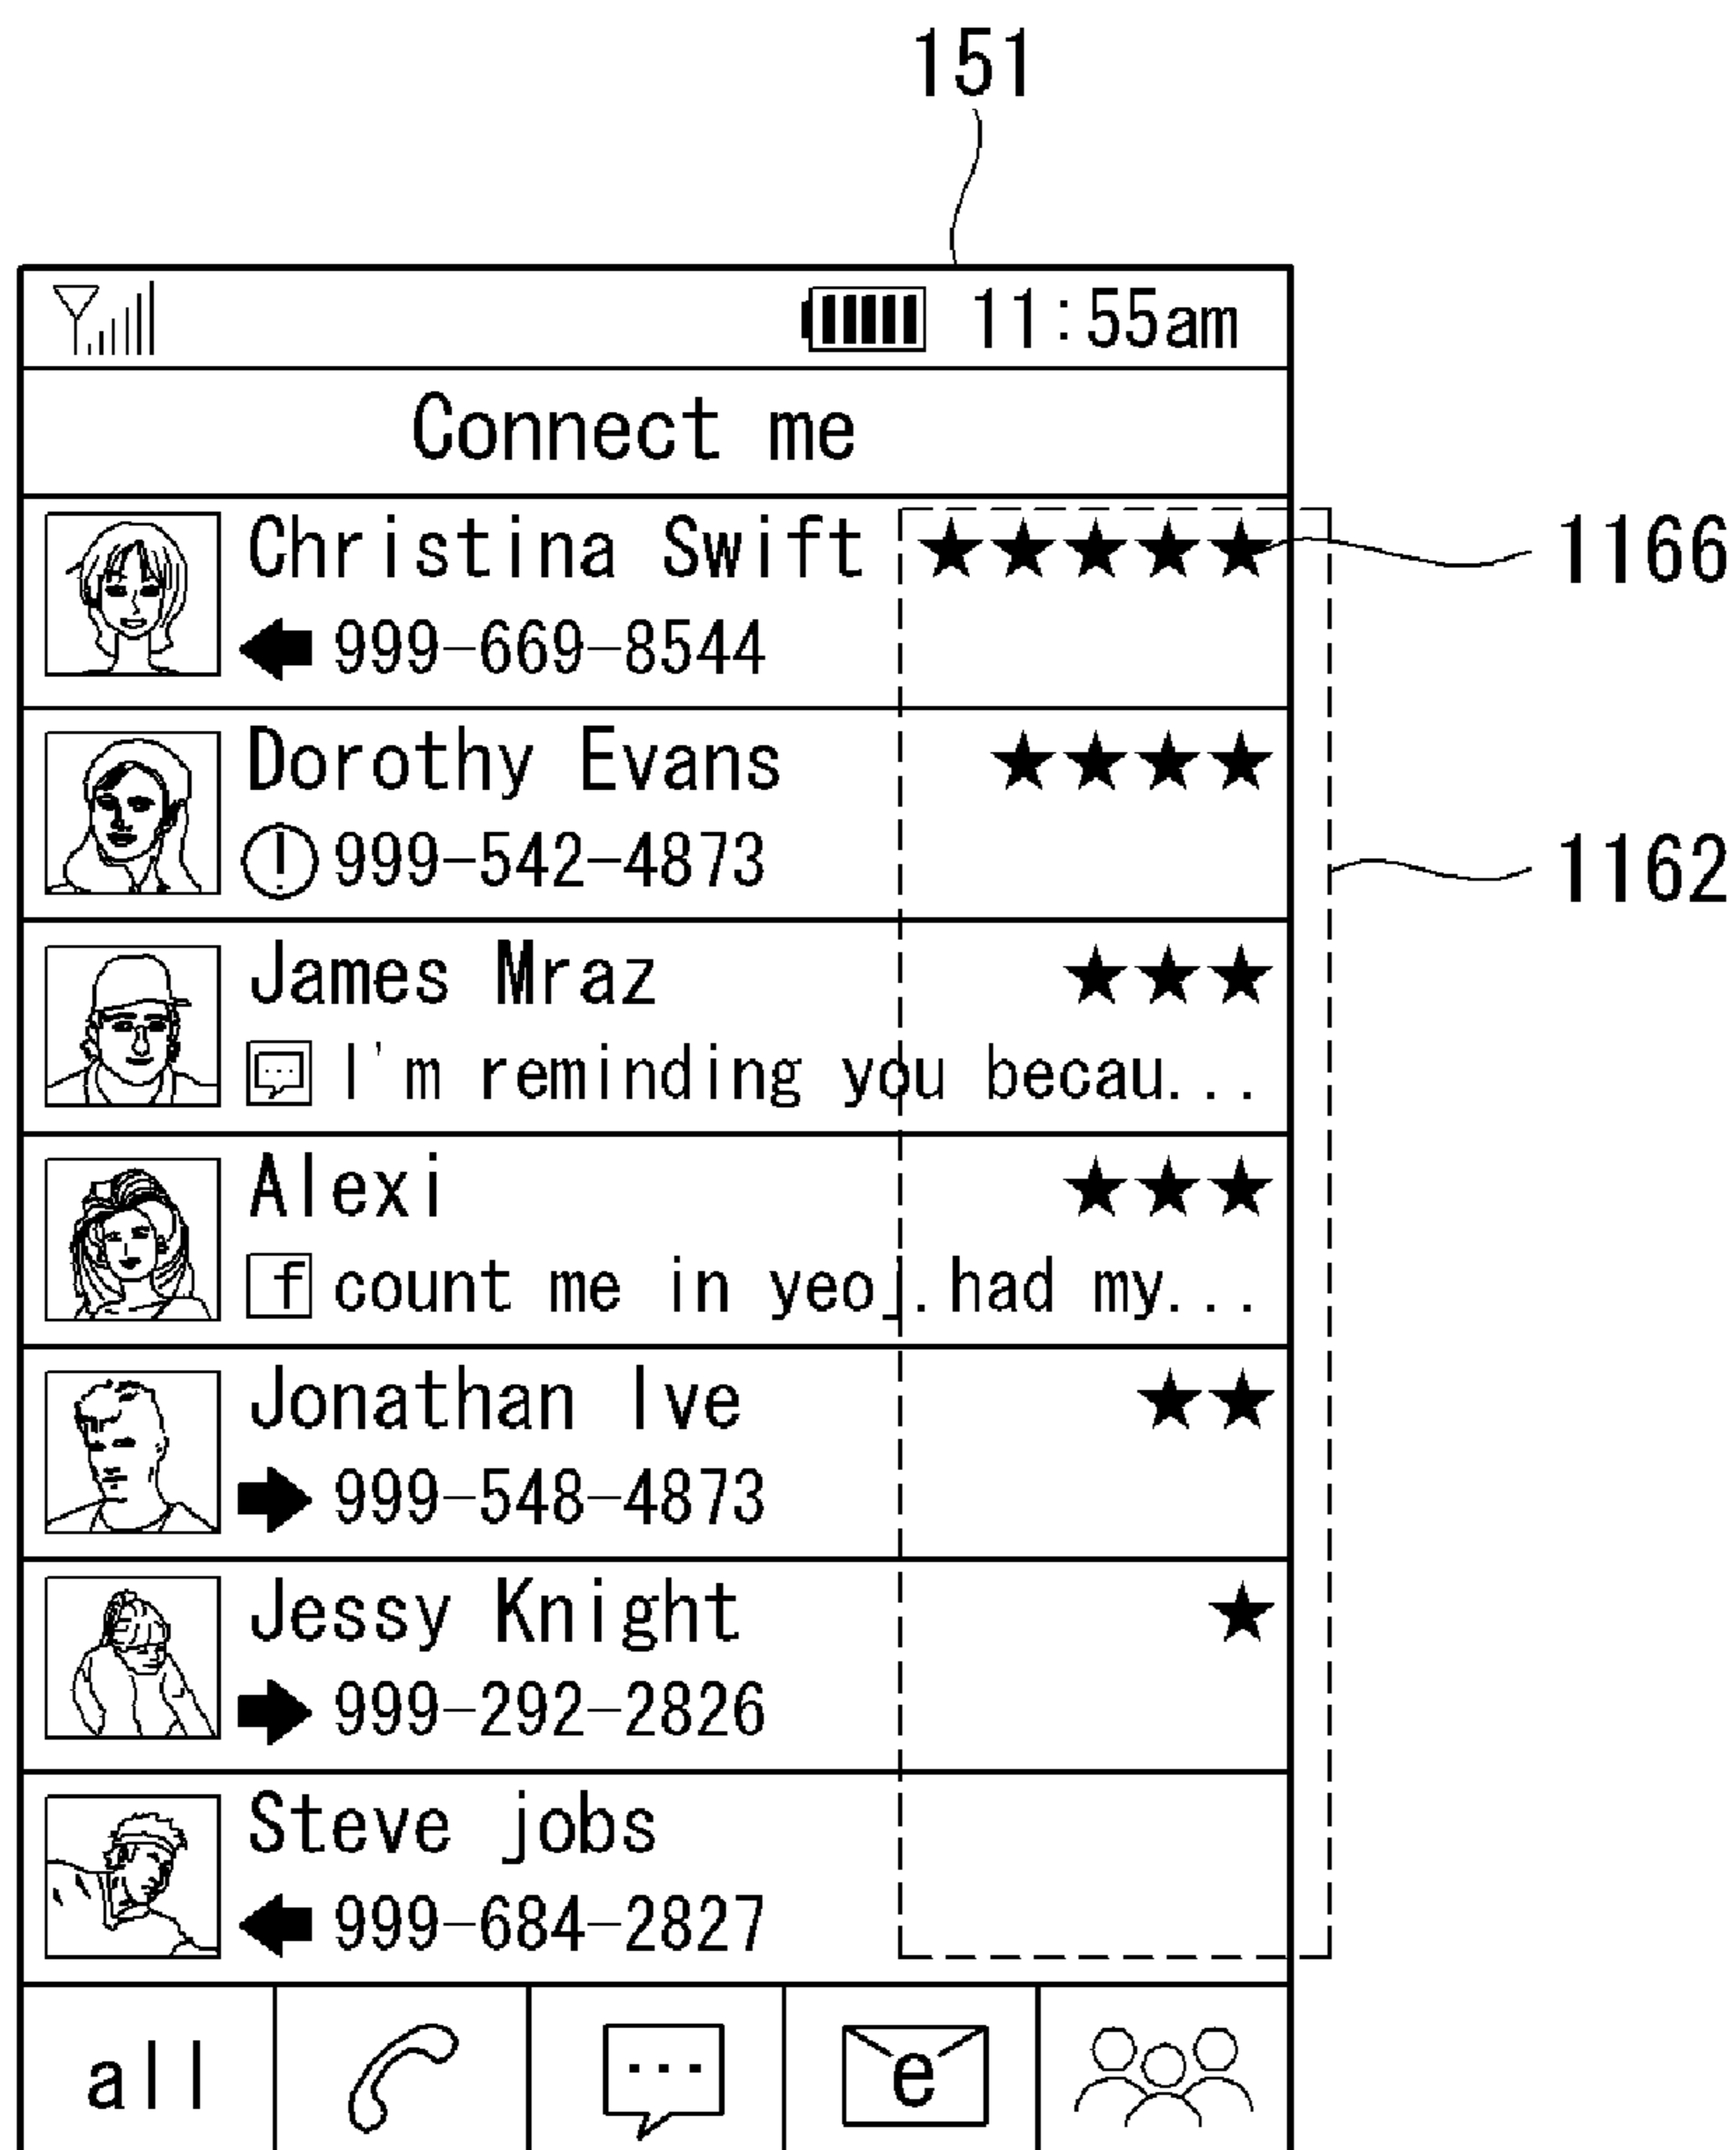 151
11:55am
Connect me
Christina Swift ★★★★★ 1166
999-669-8544
Dorothy Evans ★★★★
999-542-4873 1162
James Mraz ★★★
I'm reminding you becau...
Alexi ★★★
f count me in yeoj.had my...
Jonathan Ive ★★
999-548-4873
Jessy Knight ★
999-292-2826
Steve jobs
999-684-2827
all e